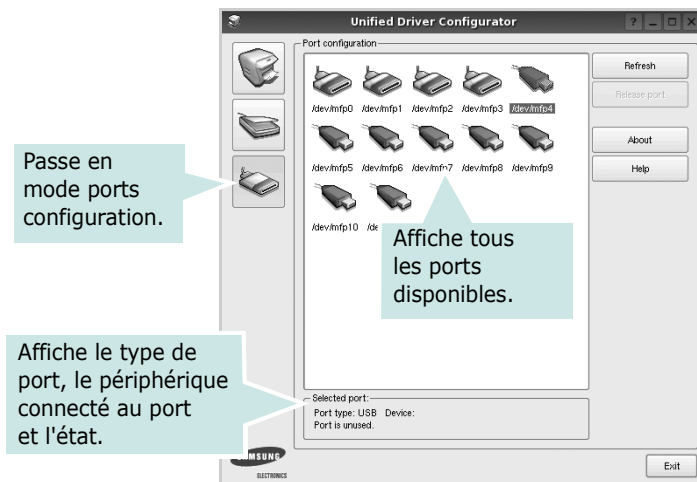 Unified Driver Configurator
Port configuration
/dev/mfp0 /dev/mfp1 /dev/mfp2 /dev/mfp3 /dev/mfp4
/dev/mfp5 /dev/mfp6 /dev/mfp7 /dev/mfp8 /dev/mfp9
/dev/mfp10
Refresh
Release port
About
Help
Passe en
mode ports
configuration.
Affiche tous
les ports
disponibles.
Affiche le type de
port, le périphérique
connecté au port
et l'état.
Selected port:
Port type: USB Device:
Port is unused.
ELECTRONICS
Exit